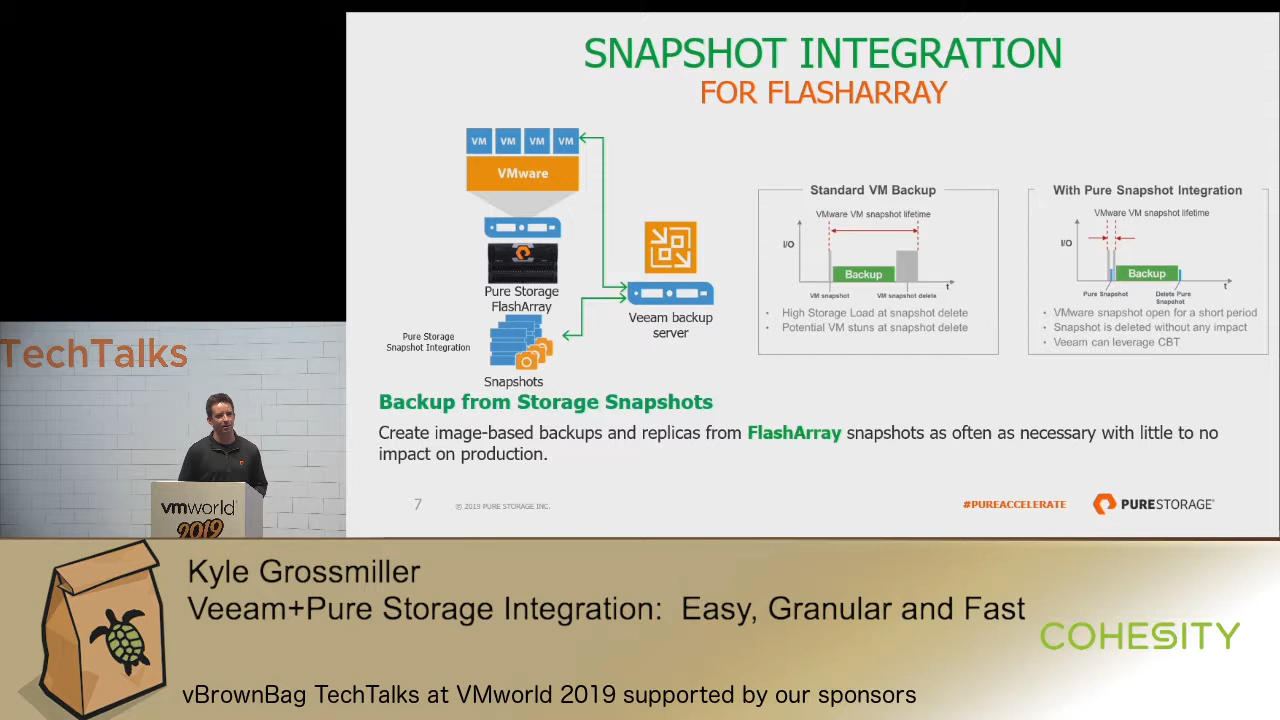 SNAPSHOT INTEGRATION
FOR FLASHARRAY
VM VM VM VM
VMware
Pure Storage
FlashArray
Pure Storage
Snapshot Integration
Snapshots
Veeam backup
server
Standard VM Backup
VMware VM snapshot lifetime
I/O
Backup
t
VM snapshot
VM snapshot delete
• High Storage Load at snapshot delete
• Potential VM stuns at snapshot delete
With Pure Snapshot Integration
VMware VM snapshot lifetime
I/O
Backup
t
Pure Snapshot
Delete Pure
Snapshot
• VMware snapshot open for a short period
• Snapshot is deleted without any impact
• Veeam can leverage CBT
Backup from Storage Snapshots
Create image-based backups and replicas from FlashArray snapshots as often as necessary with little to no
impact on production.
7
© 2019 PURE STORAGE INC.
#PUREACCELERATE
PURESTORAGE®
TechTalks
vmworld®
2019
Kyle Grossmiller
Veeam+Pure Storage Integration: Easy, Granular and Fast
COHESITY
vBrownBag TechTalks at VMworld 2019 supported by our sponsors